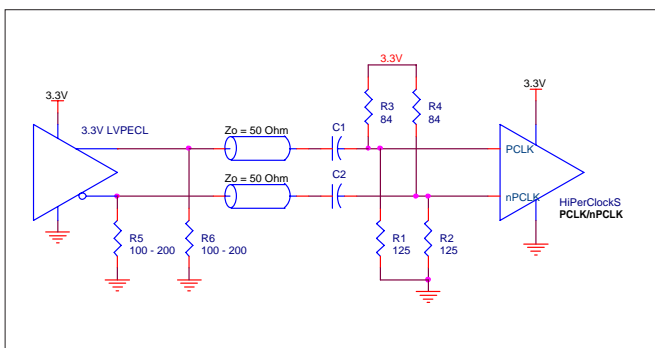 3.3V
3.3V
3.3V
3.3V LVPECL
R3
84
R4
84
Zo = 50 Ohm
C1
PCLK
Zo = 50 Ohm
C2
nPCLK
HiPerClockS
PCLK/nPCLK
R5
100 - 200
R6
100 - 200
R1
125
R2
125